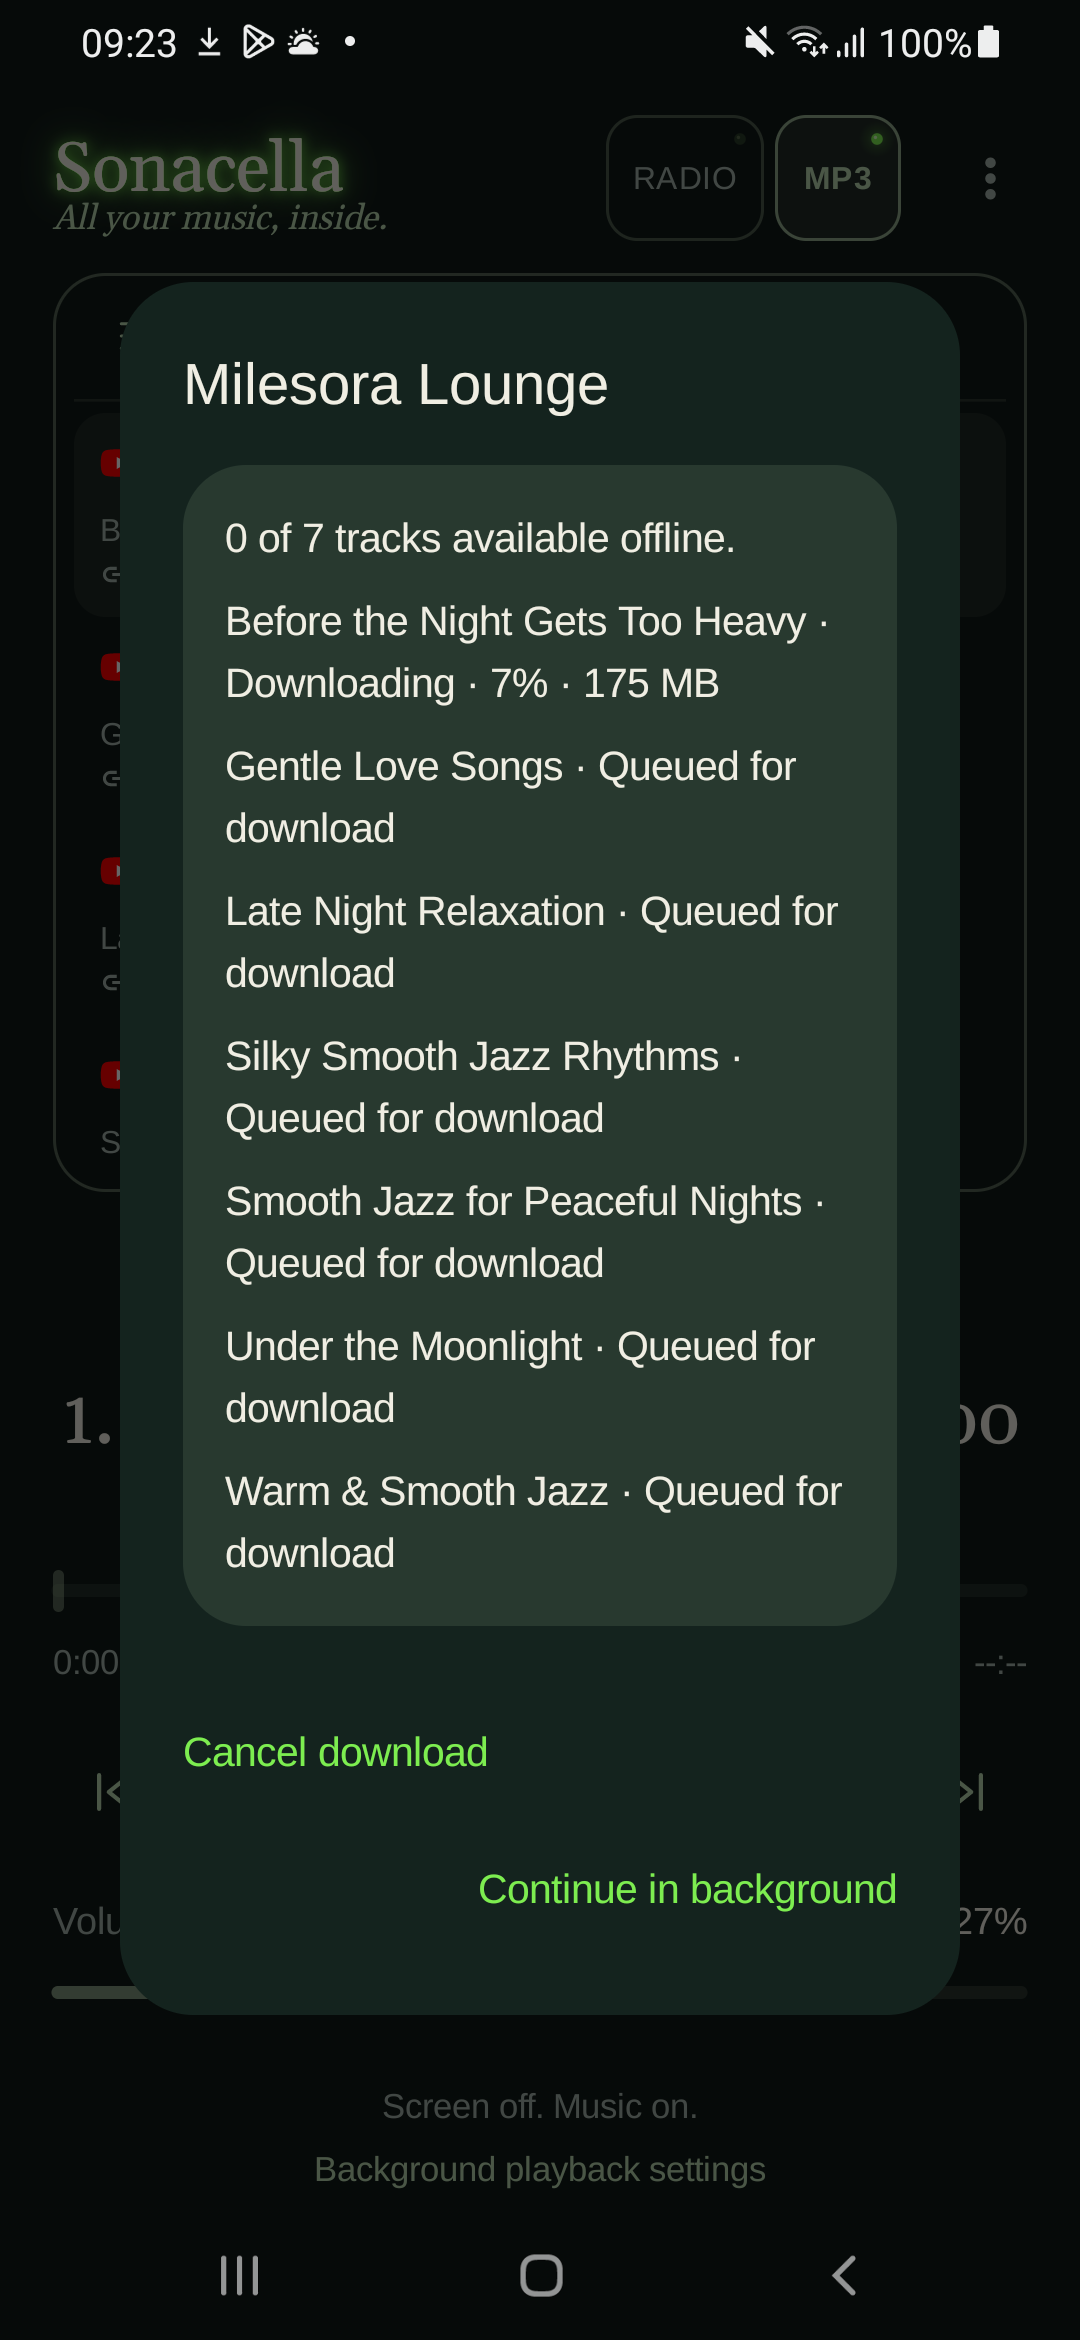 09:23
100%
Sonacella
All your music, inside.
RADIO
MP3
Milesora Lounge
0 of 7 tracks available offline.
Before the Night Gets Too Heavy ·
Downloading · 7% · 175 MB
Gentle Love Songs · Queued for
download
Late Night Relaxation · Queued for
download
Silky Smooth Jazz Rhythms ·
Queued for download
Smooth Jazz for Peaceful Nights ·
Queued for download
Under the Moonlight · Queued for
download
Warm & Smooth Jazz · Queued for
download
1.
0:00
--:--
Cancel download
Continue in background
27%
Screen off. Music on.
Background playback settings